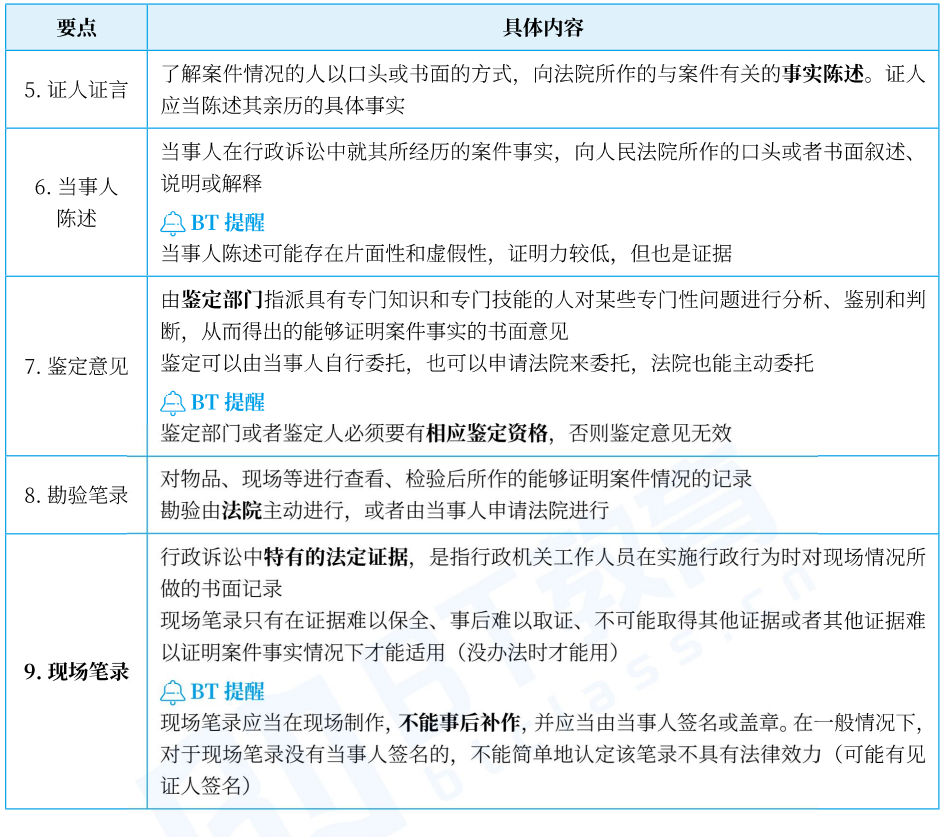 要点 具体内容
5. 证人证言
了解案件情况的人以口头或书面的方式，向法院所作的与案件有关的事实陈述。证人
应当陈述其亲历的具体事实
6. 当事人
陈述
当事人在行政诉讼中就其所经历的案件事实，向人民法院所作的口头或者书面叙述、
说明或解释
BT 提醒
当事人陈述可能存在片面性和虚假性，证明力较低，但也是证据
7. 鉴定意见
由鉴定部门指派具有专门知识和专门技能的人对某些专门性问题进行分析、鉴别和判
断，从而得出的能够证明案件事实的书面意见
鉴定可以由当事人自行委托，也可以申请法院来委托，法院也能主动委托
BT 提醒
鉴定部门或者鉴定人必须要有相应鉴定资格，否则鉴定意见无效
8. 勘验笔录
对物品、现场等进行查看、检验后所作的能够证明案件情况的记录
勘验由法院主动进行，或者由当事人申请法院进行
9. 现场笔录
行政诉讼中特有的法定证据，是指行政机关工作人员在实施行政行为时对现场情况所
做的书面记录
现场笔录只有在证据难以保全、事后难以取证、不可能取得其他证据或者其他证据难
以证明案件事实情况下才能适用（没办法时才能用）
BT 提醒
现场笔录应当在现场制作，不能事后补作，并应当由当事人签名或盖章。在一般情况下，
对于现场笔录没有当事人签名的，不能简单地认定该笔录不具有法律效力（可能有见
证人签名）
BT教育